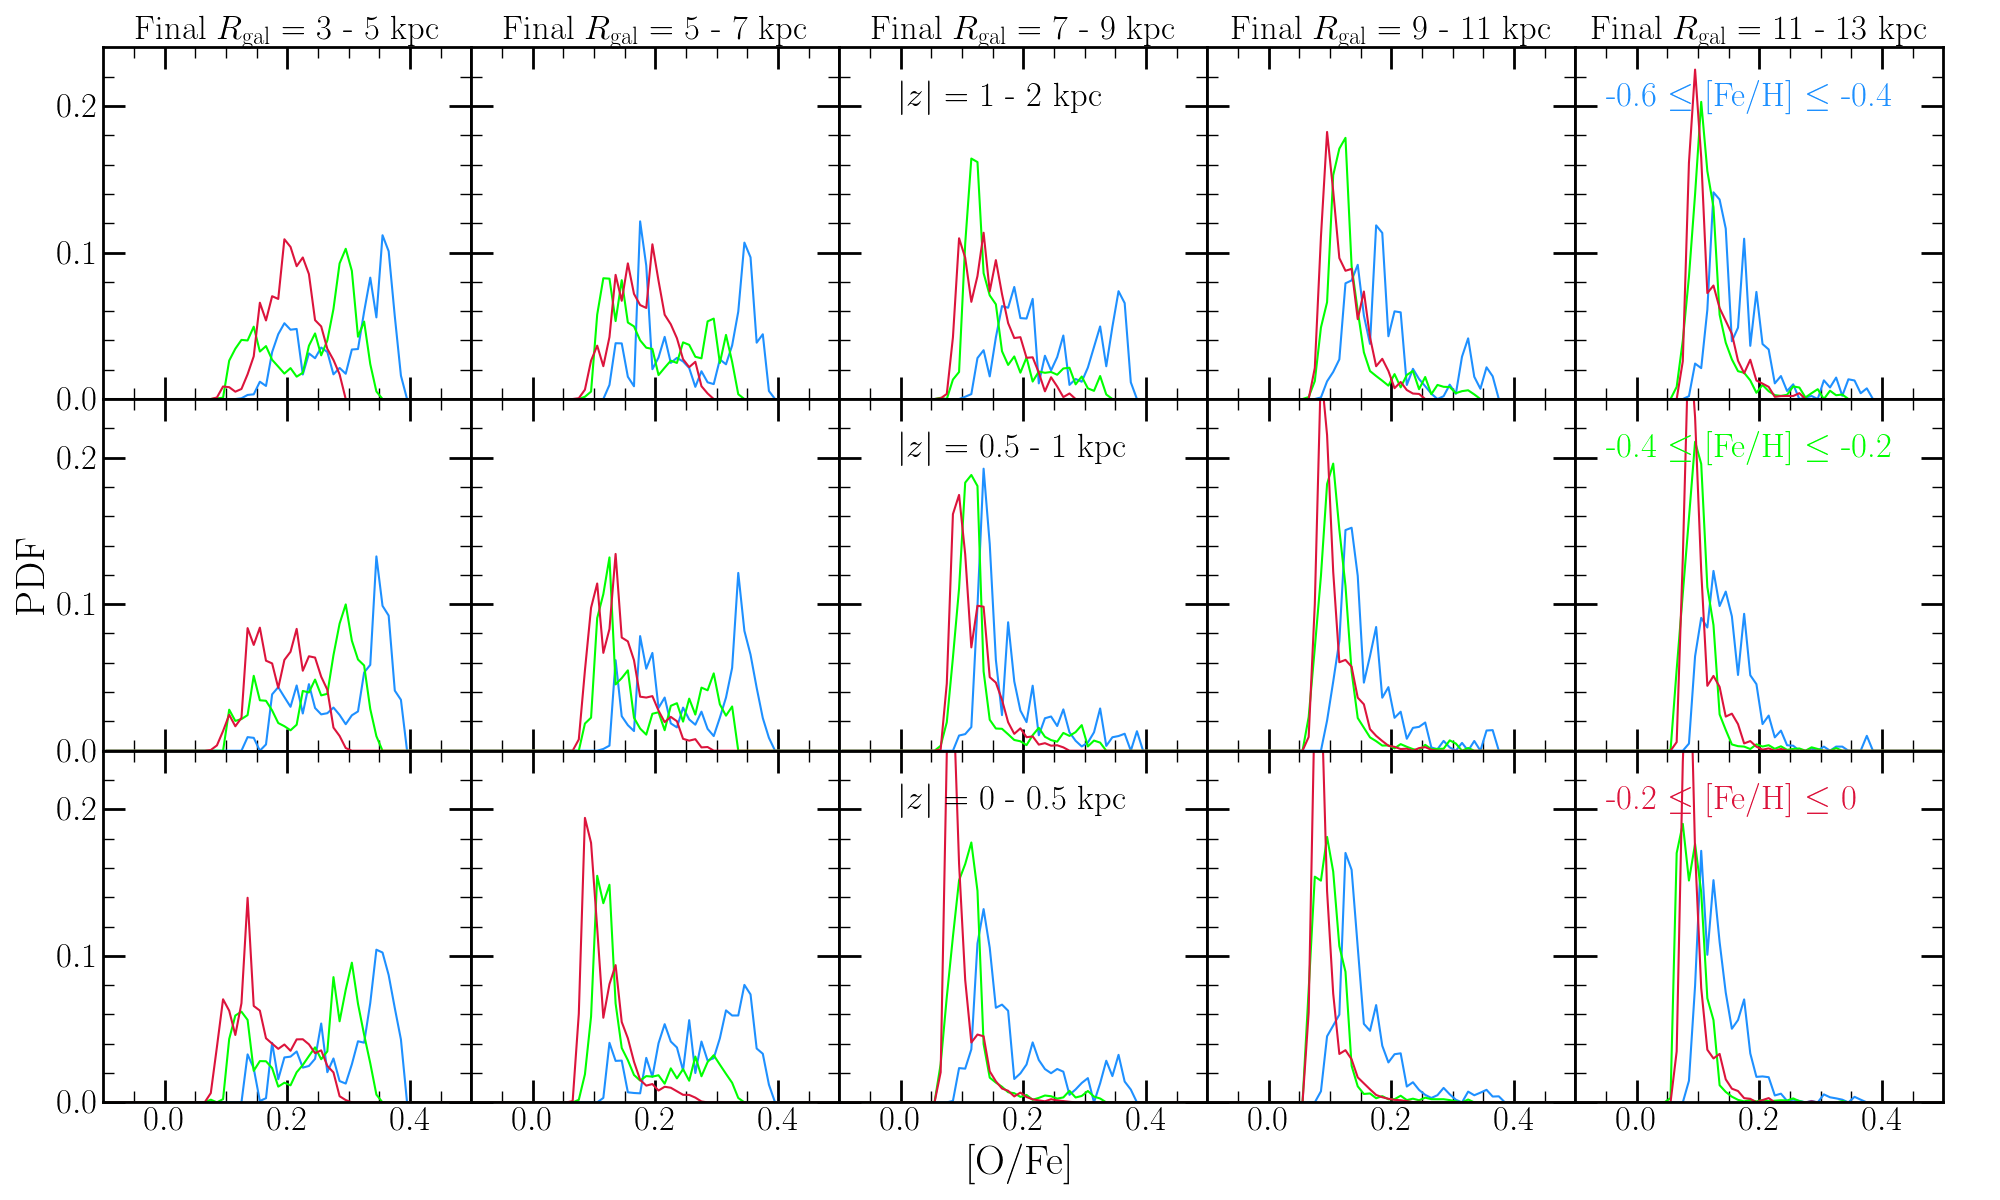 Final R_gal = 3 - 5 kpc
Final R_gal = 5 - 7 kpc
Final R_gal = 7 - 9 kpc
Final R_gal = 9 - 11 kpc
Final R_gal = 11 - 13 kpc
|z| = 1 - 2 kpc
-0.6 ≤ [Fe/H] ≤ -0.4
0.2
0.1
0.0
|z| = 0.5 - 1 kpc
-0.4 ≤ [Fe/H] ≤ -0.2
0.2
0.1
0.0
PDF
|z| = 0 - 0.5 kpc
-0.2 ≤ [Fe/H] ≤ 0
0.2
0.1
0.0
0.0 0.2 0.4
0.0 0.2 0.4
0.0 0.2 0.4
0.0 0.2 0.4
0.0 0.2 0.4
[O/Fe]